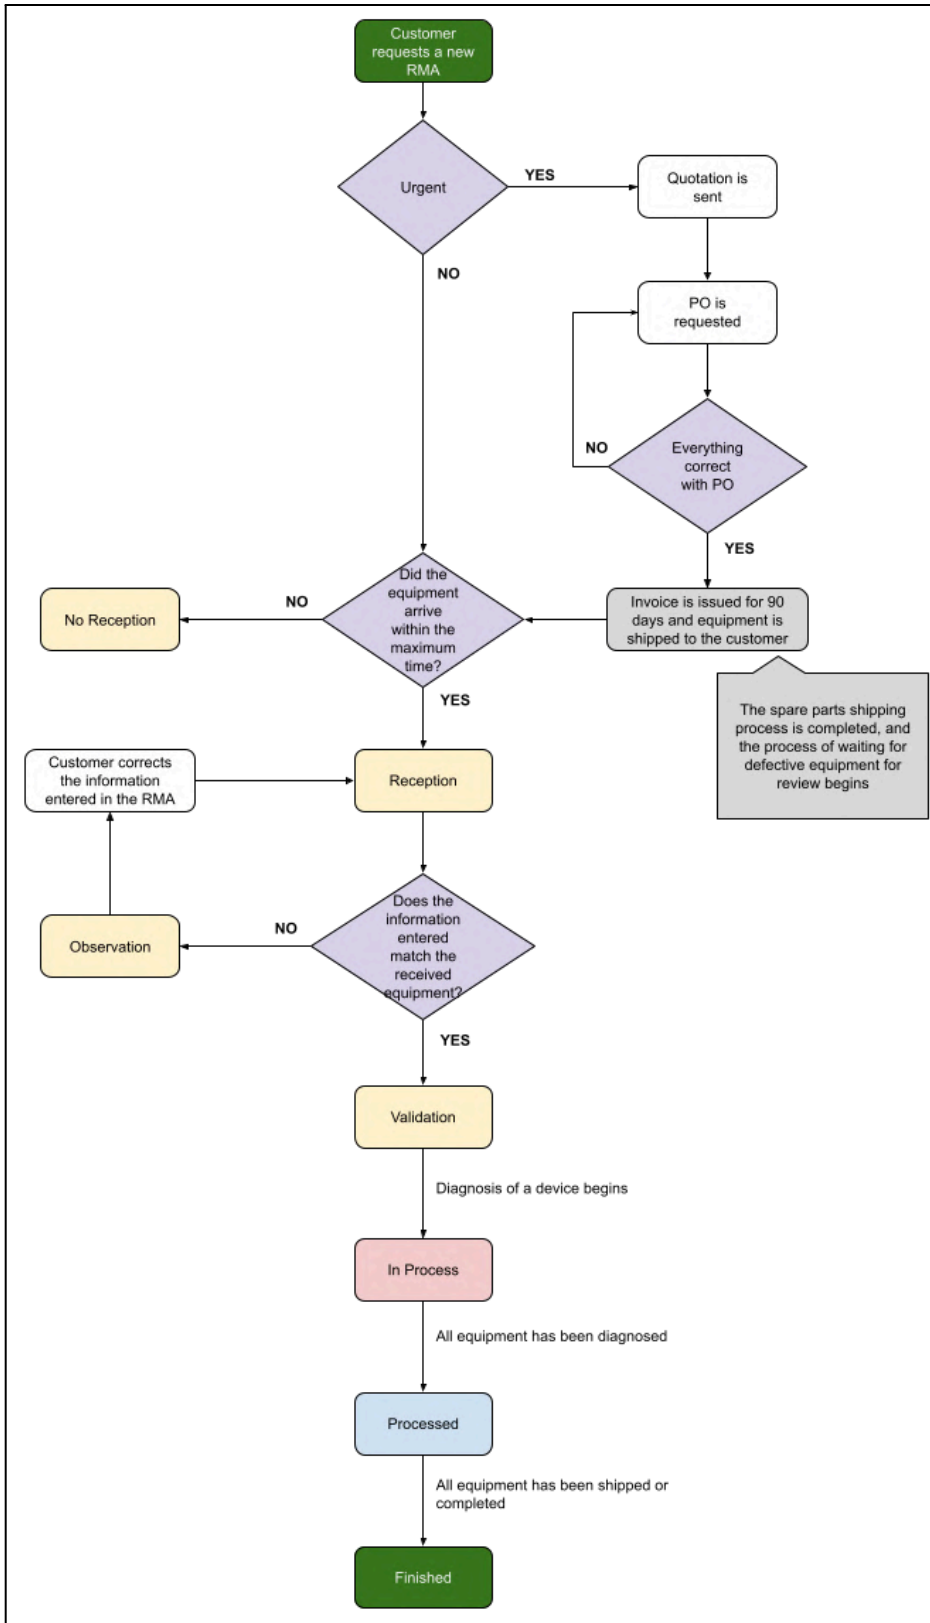 Customer
requests a new
RMA
Urgent
YES
Quotation is
sent
NO
PO is
requested
NO
Everything
correct
with PO
YES
Did the
equipment
arrive
within the
maximum
time?
NO
No Reception
Invoice is issued for 90
days and equipment is
shipped to the customer
YES
The spare parts shipping
process is completed, and
the process of waiting for
defective equipment for
review begins
Customer corrects
the information
entered in the RMA
Reception
Does the
information
entered
match the
received
equipment?
NO
Observation
YES
Validation
Diagnosis of a device begins
In Process
All equipment has been diagnosed
Processed
All equipment has been shipped or
completed
Finished